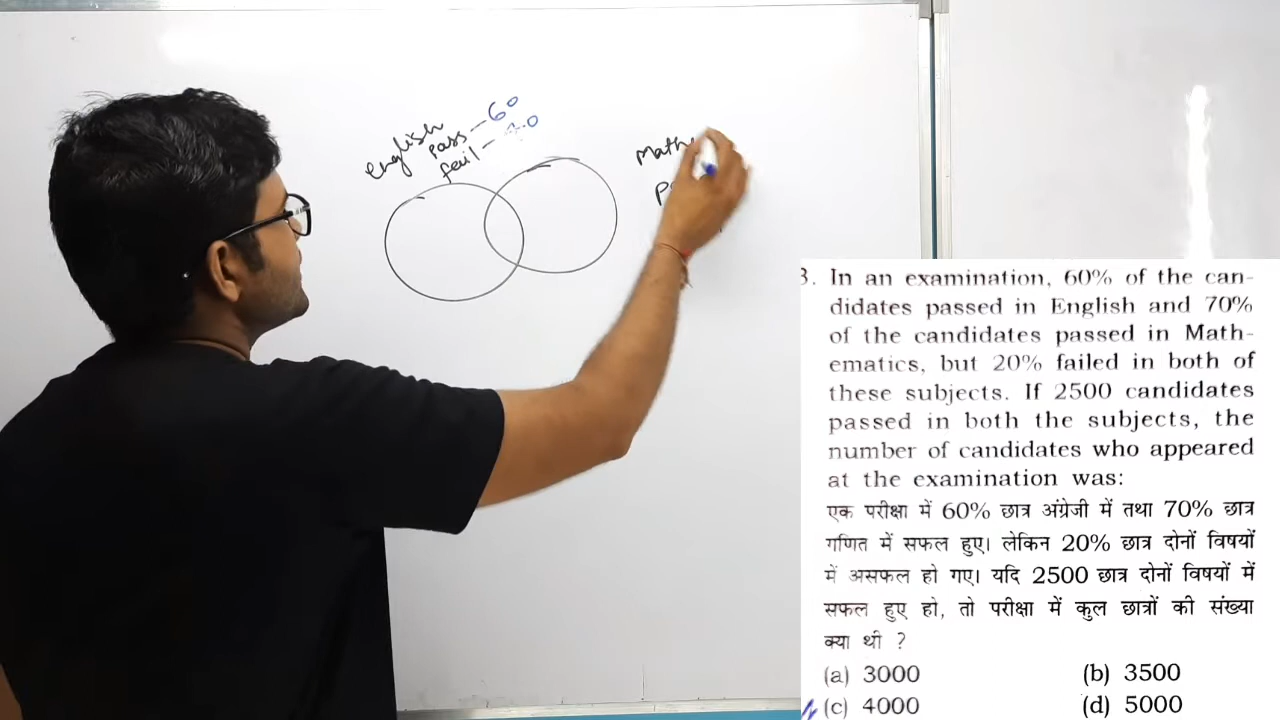 english
pass - 60
fail - 40
Math
3. In an examination, 60% of the can-
didates passed in English and 70%
of the candidates passed in Math-
ematics, but 20% failed in both of
these subjects. If 2500 candidates
passed in both the subjects, the
number of candidates who appeared
at the examination was:
एक परीक्षा में 60% छात्र अंग्रेजी में तथा 70% छात्र
गणित में सफल हुए। लेकिन 20% छात्र दोनों विषयों
में असफल हो गए। यदि 2500 छात्र दोनों विषयों में
सफल हुए हो, तो परीक्षा में कुल छात्रों की संख्या
क्या थी ?
(a) 3000 (b) 3500
(c) 4000 (d) 5000